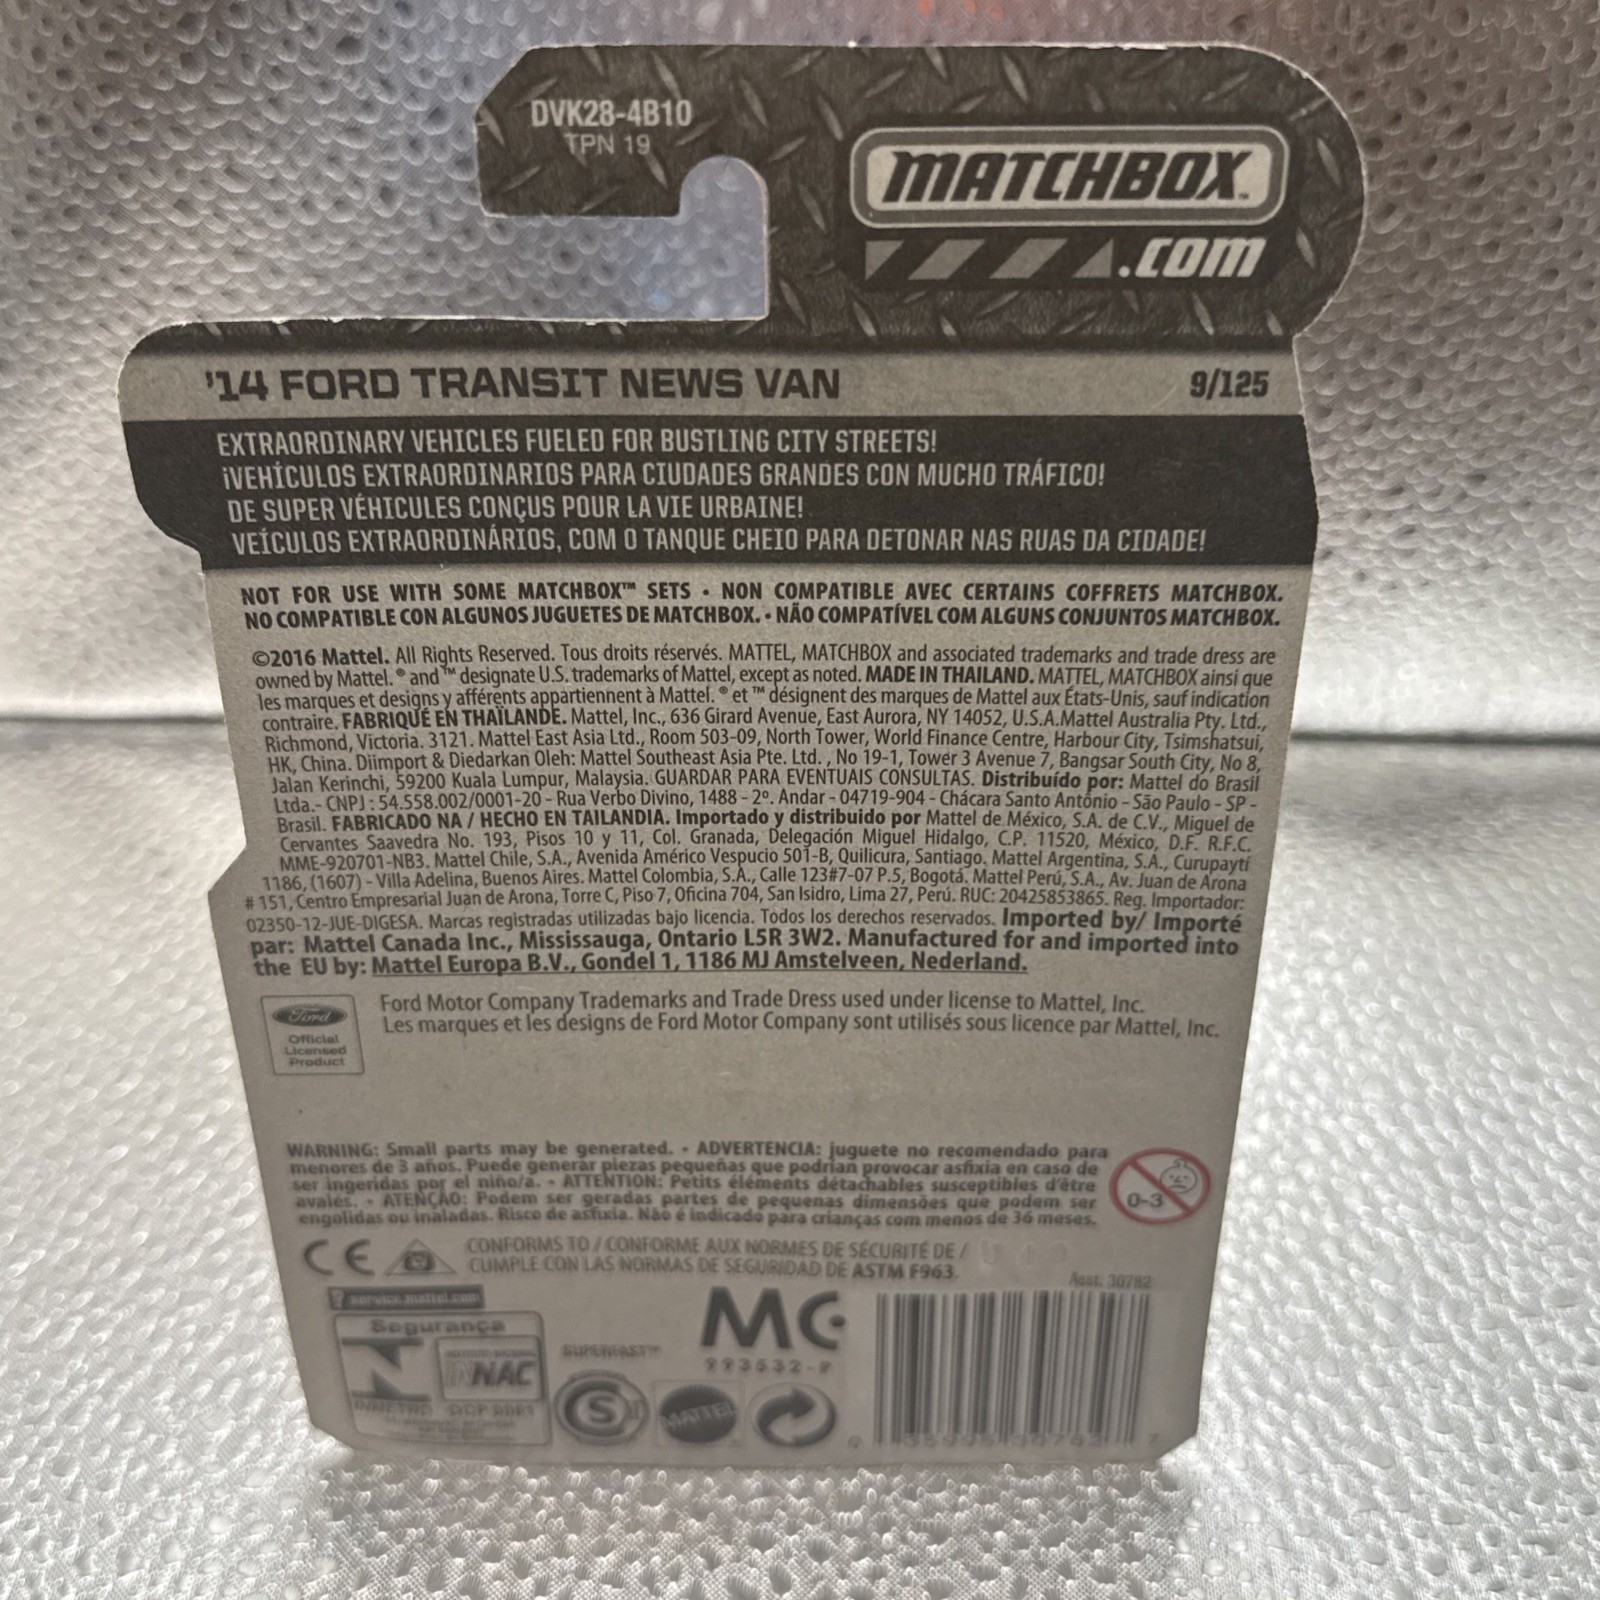 DVK28-4B10
TPN 19
MATCHBOX™
.com
'14 FORD TRANSIT NEWS VAN 9/125
EXTRAORDINARY VEHICLES FUELED FOR BUSTLING CITY STREETS!
¡VEHÍCULOS EXTRAORDINARIOS PARA CIUDADES GRANDES CON MUCHO TRÁFICO!
DE SUPER VÉHICULES CONÇUS POUR LA VIE URBAINE!
VEÍCULOS EXTRAORDINÁRIOS, COM O TANQUE CHEIO PARA DETONAR NAS RUAS DA CIDADE!
NOT FOR USE WITH SOME MATCHBOX™ SETS • NON COMPATIBLE AVEC CERTAINS COFFRETS MATCHBOX.
NO COMPATIBLE CON ALGUNOS JUGUETES DE MATCHBOX. • NÃO COMPATÍVEL COM ALGUNS CONJUNTOS MATCHBOX.
©2016 Mattel. All Rights Reserved. Tous droits réservés. MATTEL, MATCHBOX and associated trademarks and trade dress are
owned by Mattel. ® and ™ designate U.S. trademarks of Mattel, except as noted. MADE IN THAILAND. MATTEL, MATCHBOX ainsi que
les marques et designs y afférents appartiennent à Mattel. ® et ™ désignent des marques de Mattel aux États-Unis, sauf indication
contraire. FABRIQUÉ EN THAÏLANDE. Mattel, Inc., 636 Girard Avenue, East Aurora, NY 14052, U.S.A.Mattel Australia Pty. Ltd.,
Richmond, Victoria. 3121. Mattel East Asia Ltd., Room 503-09, North Tower, World Finance Centre, Harbour City, Tsimshatsui,
HK, China. Diimport & Diedarkan Oleh: Mattel Southeast Asia Pte. Ltd. , No 19-1, Tower 3 Avenue 7, Bangsar South City, No 8,
Jalan Kerinchi, 59200 Kuala Lumpur, Malaysia. GUARDAR PARA EVENTUAIS CONSULTAS. Distribuído por: Mattel do Brasil
Ltda.- CNPJ : 54.558.002/0001-20 - Rua Verbo Divino, 1488 - 2º. Andar - 04719-904 - Chácara Santo Antônio - São Paulo - SP -
Brasil. FABRICADO NA / HECHO EN TAILANDIA. Importado y distribuido por Mattel de México, S.A. de C.V., Miguel de
Cervantes Saavedra No. 193, Pisos 10 y 11, Col. Granada, Delegación Miguel Hidalgo, C.P. 11520, México, D.F. R.F.C.
MME-920701-NB3. Mattel Chile, S.A., Avenida Américo Vespucio 501-B, Quilicura, Santiago. Mattel Argentina, S.A., Curupaytí
1186, (1607) - Villa Adelina, Buenos Aires. Mattel Colombia, S.A., Calle 123#7-07 P.5, Bogotá. Mattel Perú, S.A., Av. Juan de Arona
# 151, Centro Empresarial Juan de Arona, Torre C, Piso 7, Oficina 704, San Isidro, Lima 27, Perú. RUC: 20425853865. Reg. Importador:
02350-12-JUE-DIGESA. Marcas registradas utilizadas bajo licencia. Todos los derechos reservados. Imported by/ Importé
par: Mattel Canada Inc., Mississauga, Ontario L5R 3W2. Manufactured for and imported into
the EU by: Mattel Europa B.V., Gondel 1, 1186 MJ Amstelveen, Nederland.
Ford
Official
Licensed
Product
Ford Motor Company Trademarks and Trade Dress used under license to Mattel, Inc.
Les marques et les designs de Ford Motor Company sont utilisés sous licence par Mattel, Inc.
WARNING: Small parts may be generated. • ADVERTENCIA: juguete no recomendado para
menores de 3 años. Puede generar piezas pequeñas que podrían provocar asfixia en caso de
ser ingeridas por el niño/a. • ATTENTION: Petits éléments détachables susceptibles d'être
avalés. • ATENÇÃO: Podem ser geradas partes de pequenas dimensões que podem ser
engolidas ou inaladas. Risco de asfixia. Não é indicado para crianças com menos de 36 meses.
0-3
CE
CONFORMS TO / CONFORME AUX NORMES DE SÉCURITÉ DE /
CUMPLE CON LAS NORMAS DE SEGURIDAD DE ASTM F963.
Asst. 30782
service.mattel.com
Segurança
NAC
INMETRO
SUPERFAST™
S
MC
MATTEL